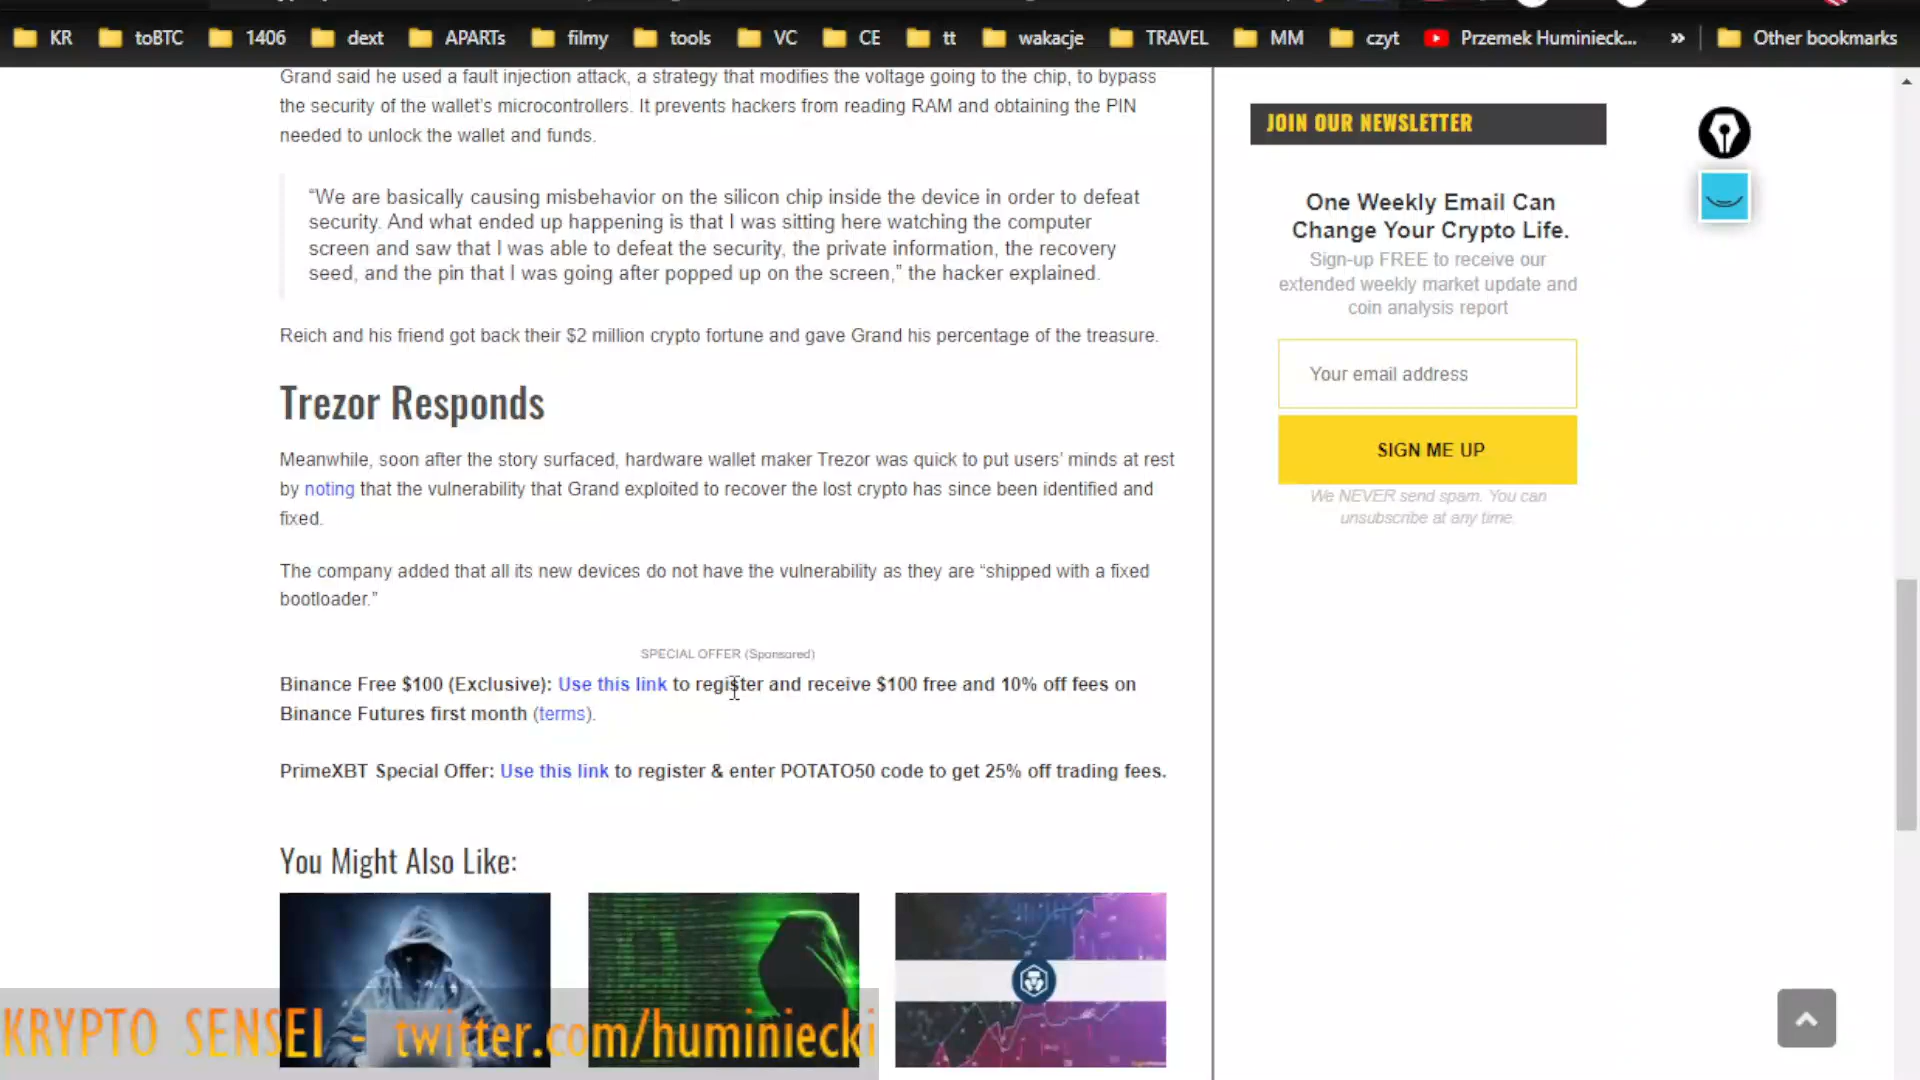 KR toBTC 1406 dext APARTs filmy tools VC CE tt wakacje TRAVEL MM czyt Przemek Huminieck... » Other bookmarks
Grand said he used a fault injection attack, a strategy that modifies the voltage going to the chip, to bypass
the security of the wallet’s microcontrollers. It prevents hackers from reading RAM and obtaining the PIN
needed to unlock the wallet and funds.
“We are basically causing misbehavior on the silicon chip inside the device in order to defeat
security. And what ended up happening is that I was sitting here watching the computer
screen and saw that I was able to defeat the security, the private information, the recovery
seed, and the pin that I was going after popped up on the screen,” the hacker explained.
Reich and his friend got back their $2 million crypto fortune and gave Grand his percentage of the treasure.
Trezor Responds
Meanwhile, soon after the story surfaced, hardware wallet maker Trezor was quick to put users’ minds at rest
by noting that the vulnerability that Grand exploited to recover the lost crypto has since been identified and
fixed.
The company added that all its new devices do not have the vulnerability as they are “shipped with a fixed
bootloader.”
SPECIAL OFFER (Sponsored)
Binance Free $100 (Exclusive): Use this link to register and receive $100 free and 10% off fees on
Binance Futures first month (terms).
PrimeXBT Special Offer: Use this link to register & enter POTATO50 code to get 25% off trading fees.
You Might Also Like:
JOIN OUR NEWSLETTER
One Weekly Email Can
Change Your Crypto Life.
Sign-up FREE to receive our
extended weekly market update and
coin analysis report
Your email address
SIGN ME UP
We NEVER send spam. You can
unsubscribe at any time.
KRYPTO SENSEI - twitter.com/huminiecki